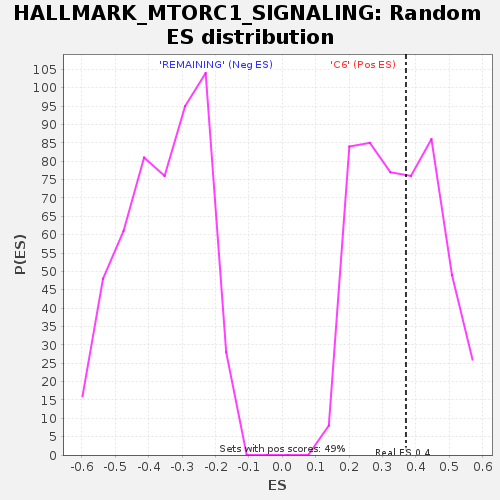 HALLMARK_MTORC1_SIGNALING: Random
ES distribution
'REMAINING' (Neg ES)
'C6' (Pos ES)
105
100
95
90
85
80
75
70
65
60
55
50
45
40
35
30
25
20
15
10
5
0
P(ES)
Sets with pos scores: 49%
Real ES 0.4
-0.6 -0.5 -0.4 -0.3 -0.2 -0.1 0.0 0.1 0.2 0.3 0.4 0.5 0.6
ES